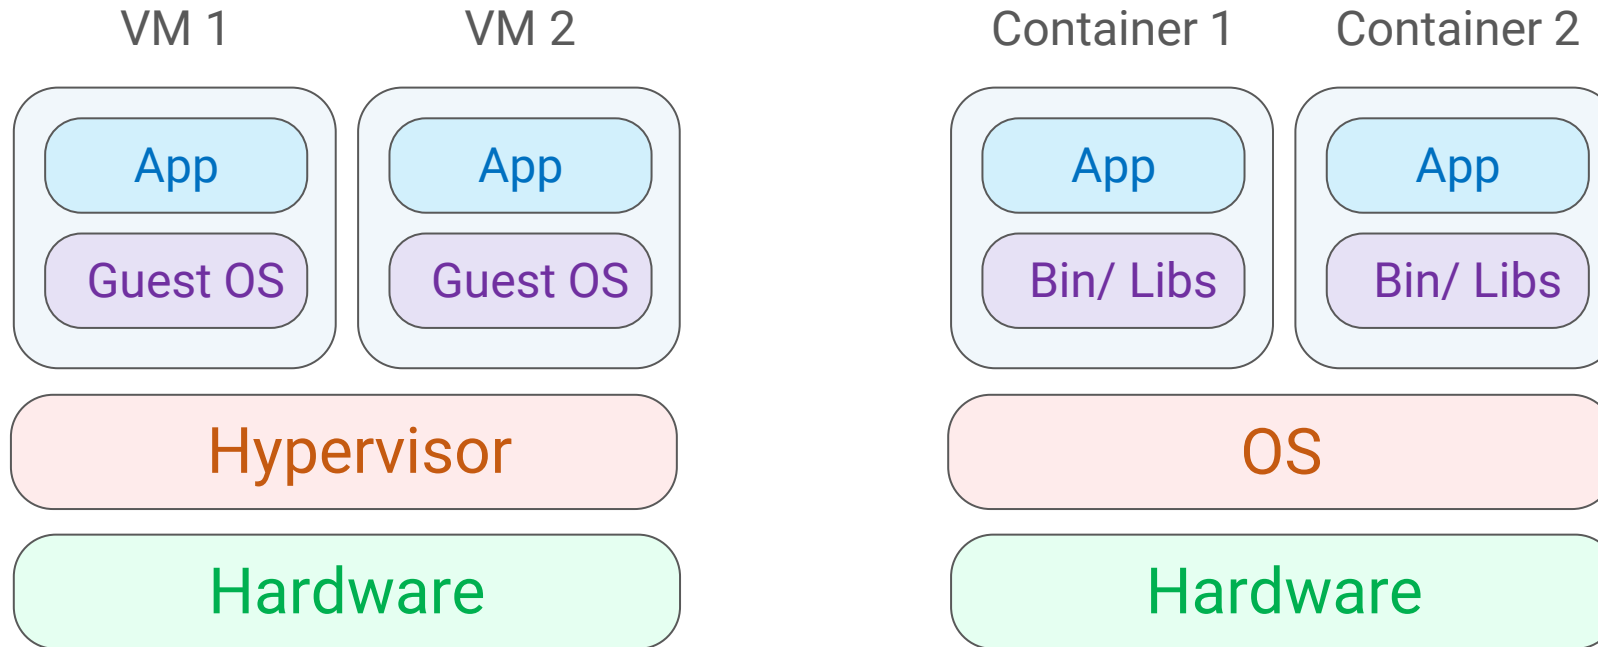 VM 1
VM 2
App
App
Guest OS
Guest OS
Hypervisor
Hardware
Container 1
Container 2
App
App
Bin/ Libs
Bin/ Libs
OS
Hardware